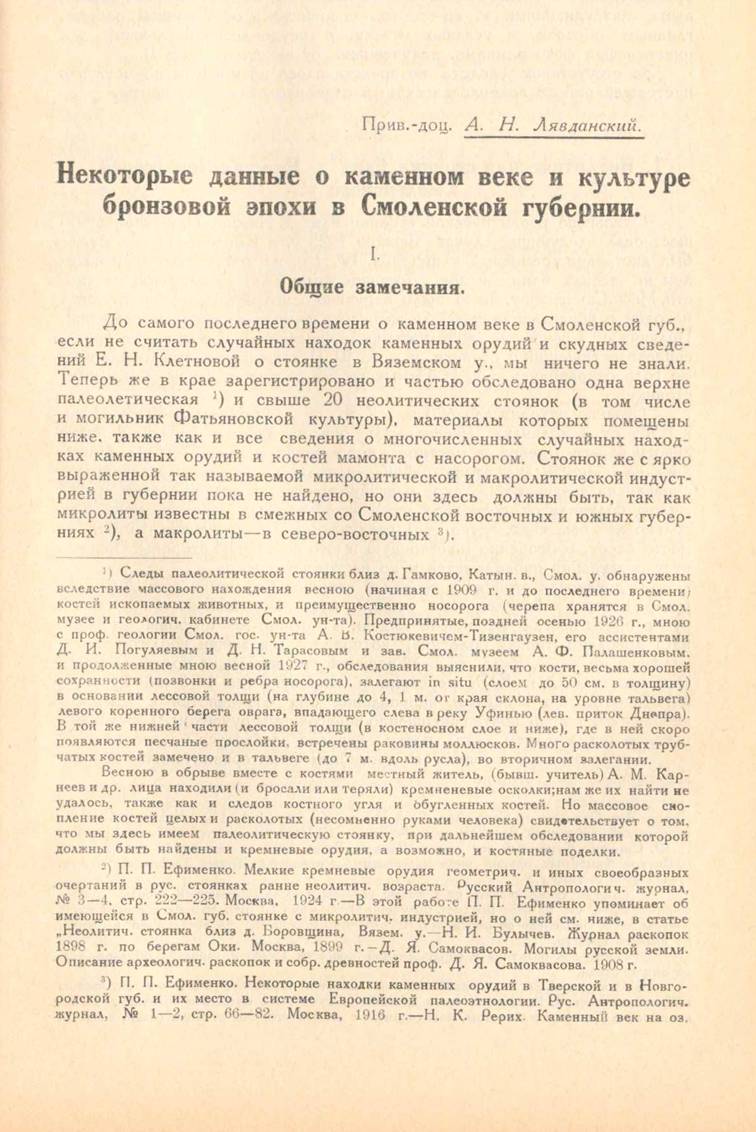 Прив.-доц. А. Н. Лявданский.
Некоторые данные о каменном веке и культуре
бронзовой эпохи в Смоленской губернии.
I.
Общие замечания.
До самого последнего времени о каменном веке в Смоленской губ.,
если не считать случайных находок каменных орудий и скудных сведе-
ний Е. Н. Клетновой о стоянке в Вяземском у., мы ничего не знали.
Теперь же в крае зарегистрировано и частью обследовано одна верхне
палеолетическая ¹) и свыше 20 неолитических стоянок (в том числе
и могильник Фатьяновской культуры), материалы которых помещены
ниже. также как и все сведения о многочисленных случайных наход-
ках каменных орудий и костей мамонта с насорогом. Стоянок же с ярко
выраженной так называемой микролитической и макролитической индуст-
рией в губернии пока не найдено, но они здесь должны быть, так как
микролиты известны в смежных со Смоленской восточных и южных губер-
ниях ²), а макролиты—в северо-восточных ³).
¹) Следы палеолитической стоянки близ д. Гамково, Катын. в., Смол. у. обнаружены
вследствие массового нахождения весною (начиная с 1909 г. и до последнего времени)
костей ископаемых животных, и преимущественно носорога (черепа хранятся в Смол.
музее и геологич. кабинете Смол. ун-та). Предпринятые, поздней осенью 1926 г., мною
с проф. геологии Смол. гос. ун-та А. В. Костюкевичем-Тизенгаузен, его ассистентами
Д. И. Погуляевым и Д. Н. Тарасовым и зав. Смол. музеем А. Ф. Палашенковым,
и продолженные мною весной 1927 г., обследования выяснили, что кости, весьма хорошей
сохранности (позвонки и ребра носорога), залегают in situ (слоем до 50 см. в толщину)
в основании лессовой толщи (на глубине до 4, 1 м. от края склона, на уровне тальвега)
левого коренного берега оврага, впадающего слева в реку Уфинью (лев. приток Днепра).
В той же нижней части лессовой толщи (в костеносном слое и ниже), где в ней скоро
появляются песчаные прослойки, встречены раковины моллюсков. Много расколотых труб-
чатых костей замечено и в тальвеге (до 7 м. вдоль русла), во вторичном залегании.
Весною в обрыве вместе с костями местный житель, (бывш. учитель) А. М. Кар-
неев и др. лица находили (и бросали или теряли) кремненевые осколки;нам же их найти не
удалось, также как и следов костного угля и обугленных костей. Но массовое ско-
пление костей целых и расколотых (несомненно руками человека) свидетельствует о том,
что мы здесь имеем палеолитическую стоянку, при дальнейшем обследовании которой
должны быть найдены и кремневые орудия, а возможно, и костяные поделки.
²) П. П. Ефименко. Мелкие кремневые орудия геометрич. и иных своеобразных
очертаний в рус. стоянках ранне неолитич. возраста. Русский Антропологич. журнал,
№ 3—4, стр. 222—225. Москва, 1924 г.—В этой работе П. П. Ефименко упоминает об
имеющейся в Смол. губ. стоянке с микролитич. индустрией, но о ней см. ниже, в статье
„Неолитич. стоянка близ д. Боровщина, Вязем. у.—Н. И. Булычев. Журнал раскопок
1898 г. по берегам Оки. Москва, 1899 г.—Д. Я. Самоквасов. Могилы русской земли.
Описание археологич. раскопок и собр. древностей проф. Д. Я. Самоквасова. 1908 г.
³) П. П. Ефименко. Некоторые находки каменных орудий в Тверской и в Новго-
родской губ. и их место в системе Европейской палеоэтнологии. Рус. Антропологич.
журнал, № 1—2, стр. 66—82. Москва, 1916 г.—Н. К. Рерих. Каменный век на оз.